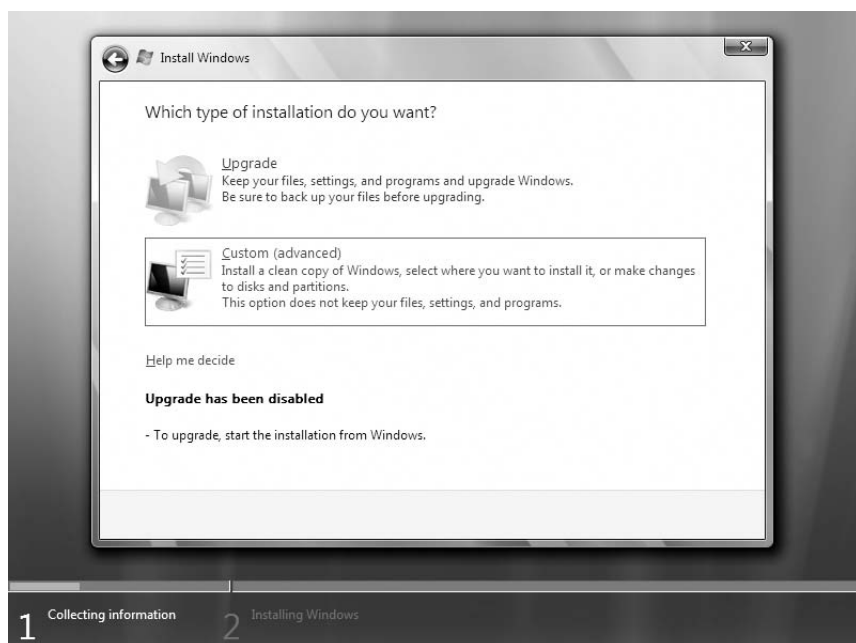 Install Windows
Which type of installation do you want?
Upgrade
Keep your files, settings, and programs and upgrade Windows.
Be sure to back up your files before upgrading.
Custom (advanced)
Install a clean copy of Windows, select where you want to install it, or make changes
to disks and partitions.
This option does not keep your files, settings, and programs.
Help me decide
Upgrade has been disabled
- To upgrade, start the installation from Windows.
1 Collecting information 2 Installing Windows